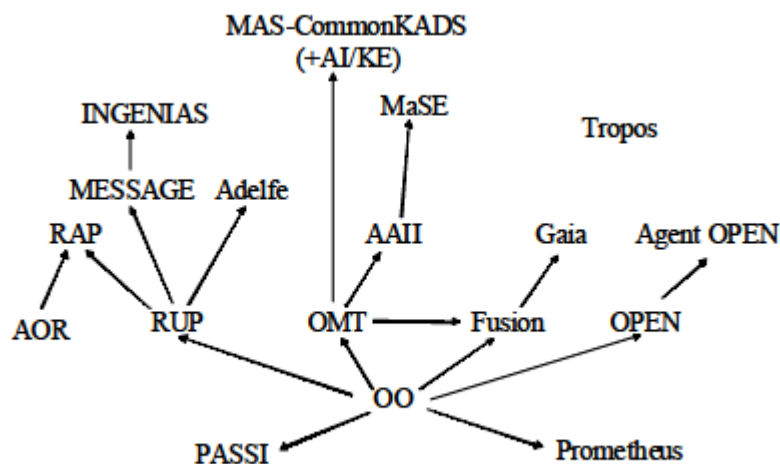 MAS-CommonKADS
(+AI/KE)
MaSE
INGENIAS
Tropos
MESSAGE Adelfe
RAP AAII Gaia Agent OPEN
AOR RUP OMT Fusion OPEN
OO
PASSI Prometheus